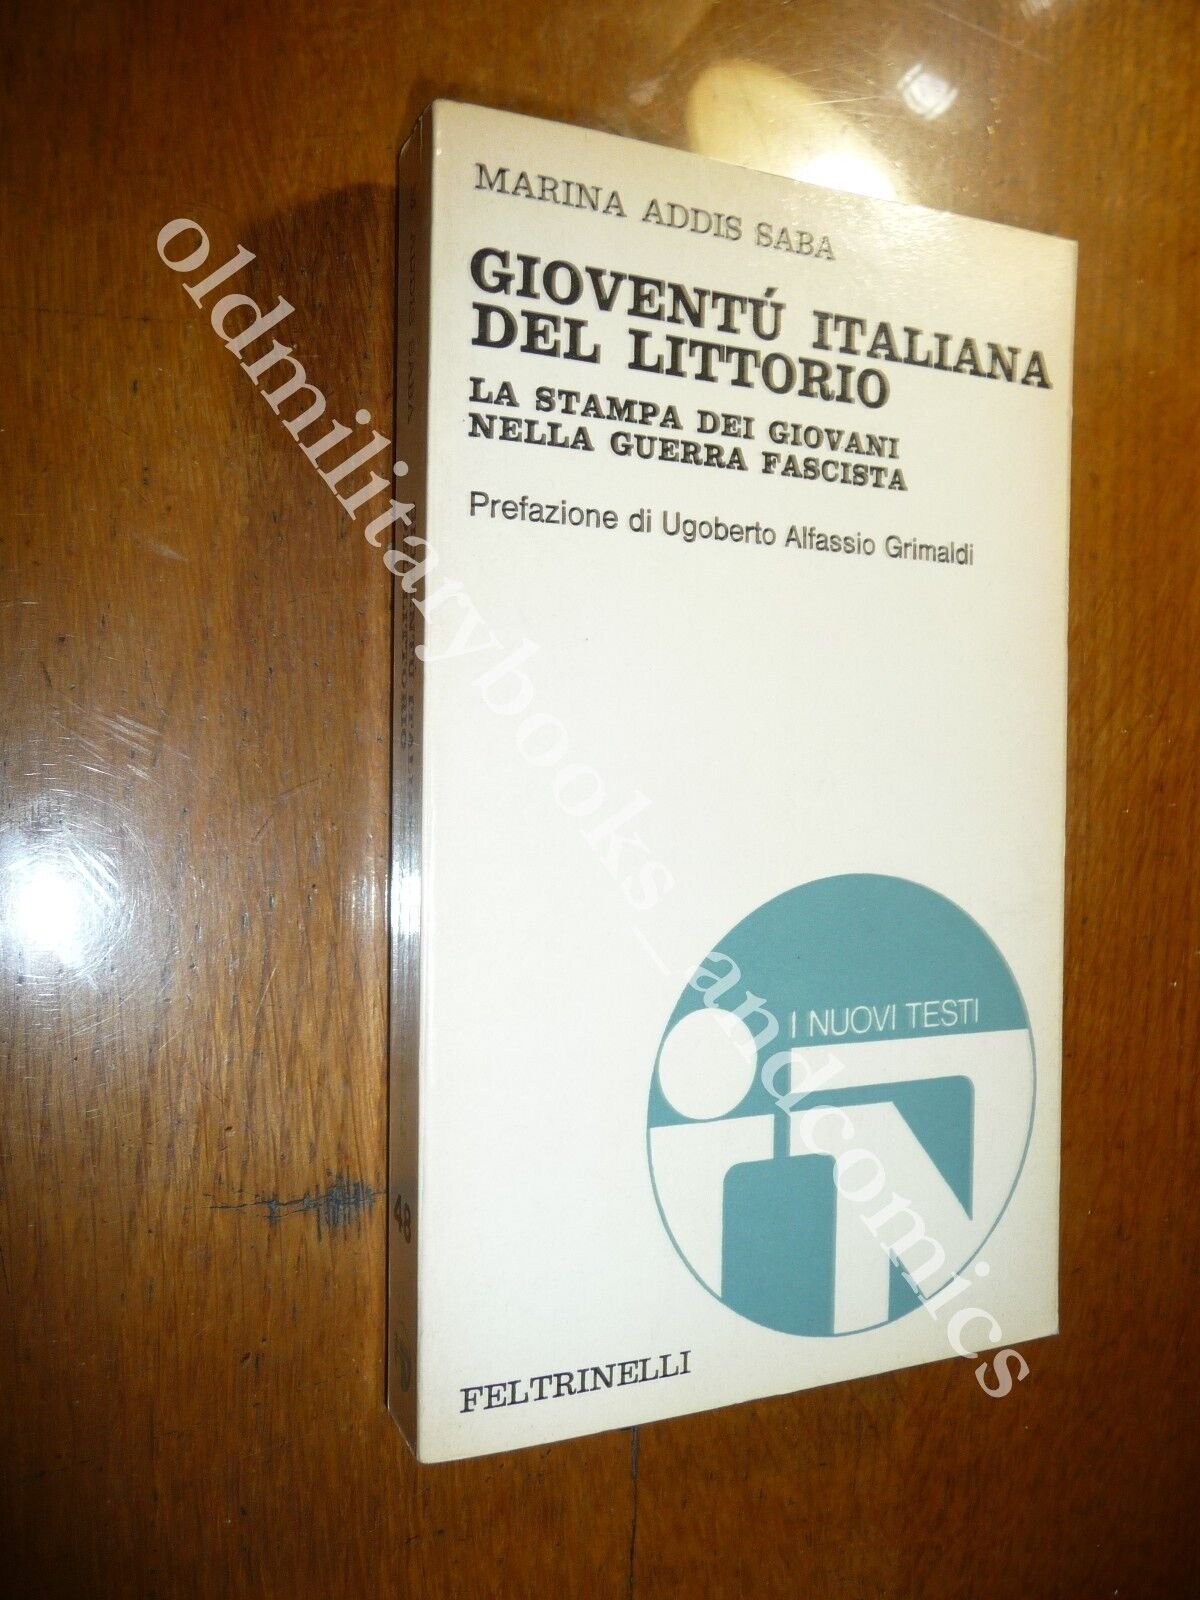 MARINA ADDIS SABA
GIOVENTÚ ITALIANA
DEL LITTORIO
LA STAMPA DEI GIOVANI
NELLA GUERRA FASCISTA
Prefazione di Ugoberto Alfassio Grimaldi
I NUOVI TESTI
FELTRINELLI
48
oldmilitarybooks_andcomics